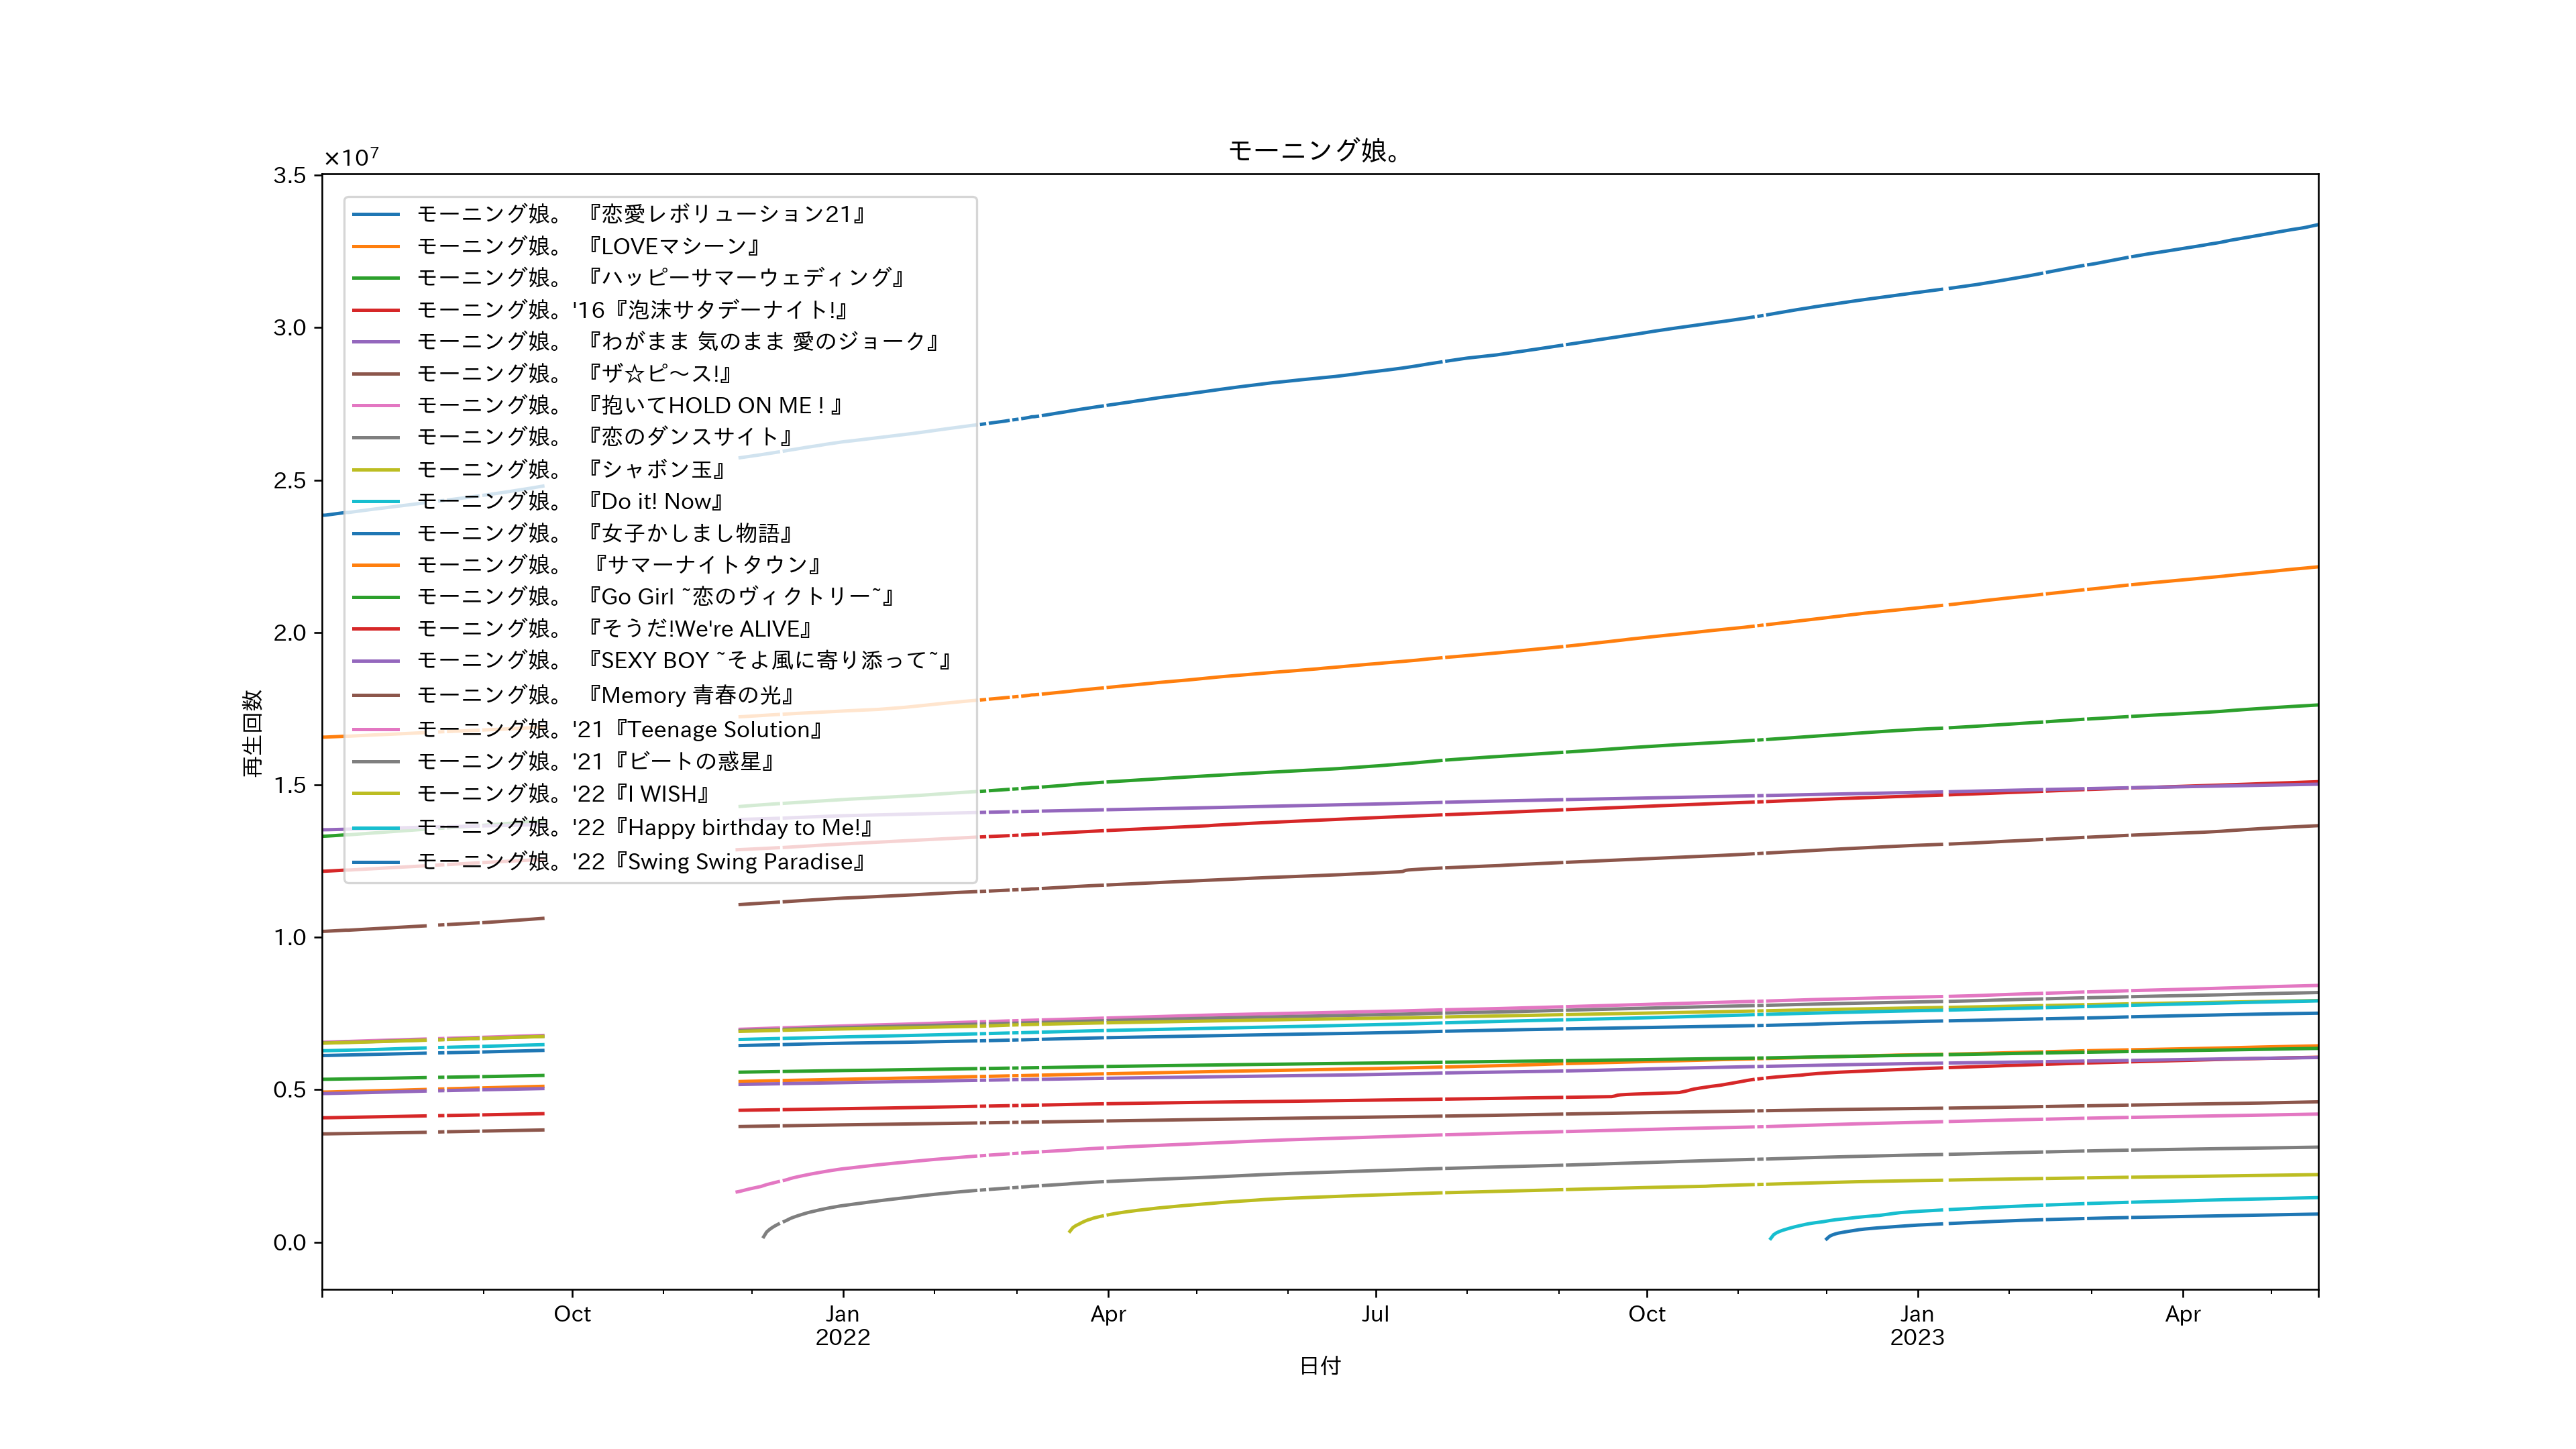 モーニング娘。
×10⁷
3.5
3.0
2.5
2.0
1.5
1.0
0.5
0.0
再生回数
モーニング娘。 『恋愛レボリューション21』
モーニング娘。 『LOVEマシーン』
モーニング娘。 『ハッピーサマーウェディング』
モーニング娘。'16『泡沫サタデーナイト!』
モーニング娘。 『わがまま 気のまま 愛のジョーク』
モーニング娘。 『ザ☆ピ～ス!』
モーニング娘。 『抱いてHOLD ON ME ! 』
モーニング娘。 『恋のダンスサイト』
モーニング娘。 『シャボン玉』
モーニング娘。 『Do it! Now』
モーニング娘。 『女子かしまし物語』
モーニング娘。　『サマーナイトタウン』
モーニング娘。 『Go Girl ~恋のヴィクトリー~』
モーニング娘。 『そうだ!We're ALIVE』
モーニング娘。 『SEXY BOY ~そよ風に寄り添って~』
モーニング娘。 『Memory 青春の光』
モーニング娘。'21『Teenage Solution』
モーニング娘。'21『ビートの惑星』
モーニング娘。'22『I WISH』
モーニング娘。'22『Happy birthday to Me!』
モーニング娘。'22『Swing Swing Paradise』
Oct Jan Apr Jul Oct Jan Apr
2022 2023
日付